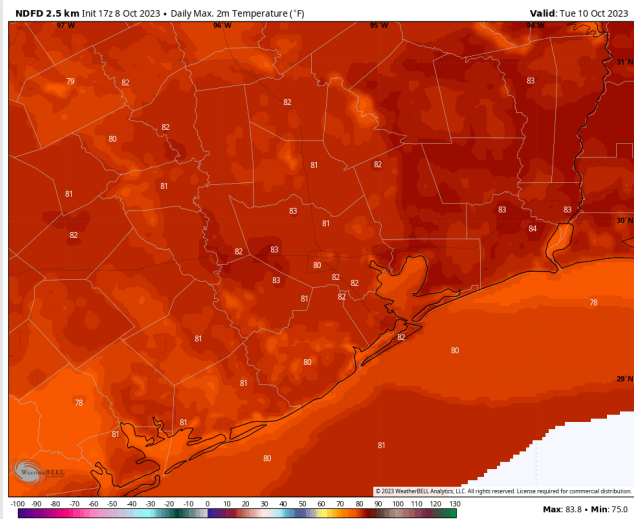 NDFD 2.5 km Init 17z 8 Oct 2023 • Daily Max. 2m Temperature (°F)
Valid: Tue 10 Oct 2023
97°W 96°W 95°W 94°W
31°N
79 82 83
82
82
80
81 82
81
81
83 83 83
81 84
82
82 83
80
83 82 82
81 82
78
30°N
81 82
80
80
81
29°N
78
81
81
80 81
WEATHERBELL
© 2023 WeatherBELL Analytics, LLC. All rights reserved. License required for commercial distribution.
-100 -90 -80 -70 -60 -50 -40 -30 -20 -10 0 10 20 30 40 50 60 70 80 90 100 110 120 130
Max: 83.8 • Min: 75.0